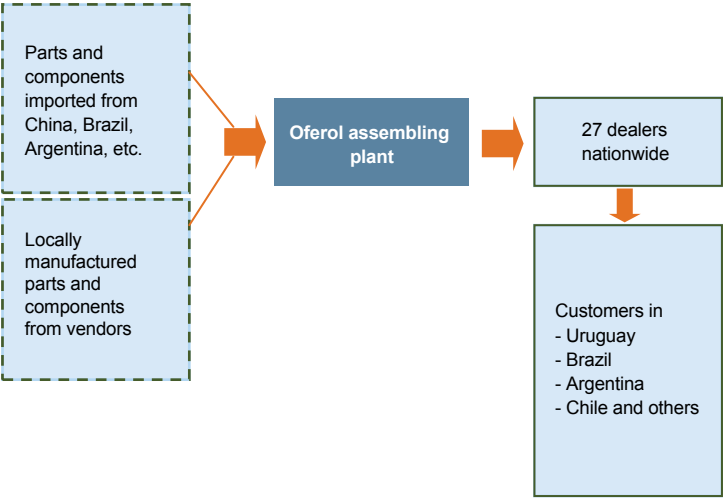 Parts and
components
imported from
China, Brazil,
Argentina, etc.
Locally
manufactured
parts and
components
from vendors
Oferol assembling
plant
27 dealers
nationwide
Customers in
- Uruguay
- Brazil
- Argentina
- Chile and others